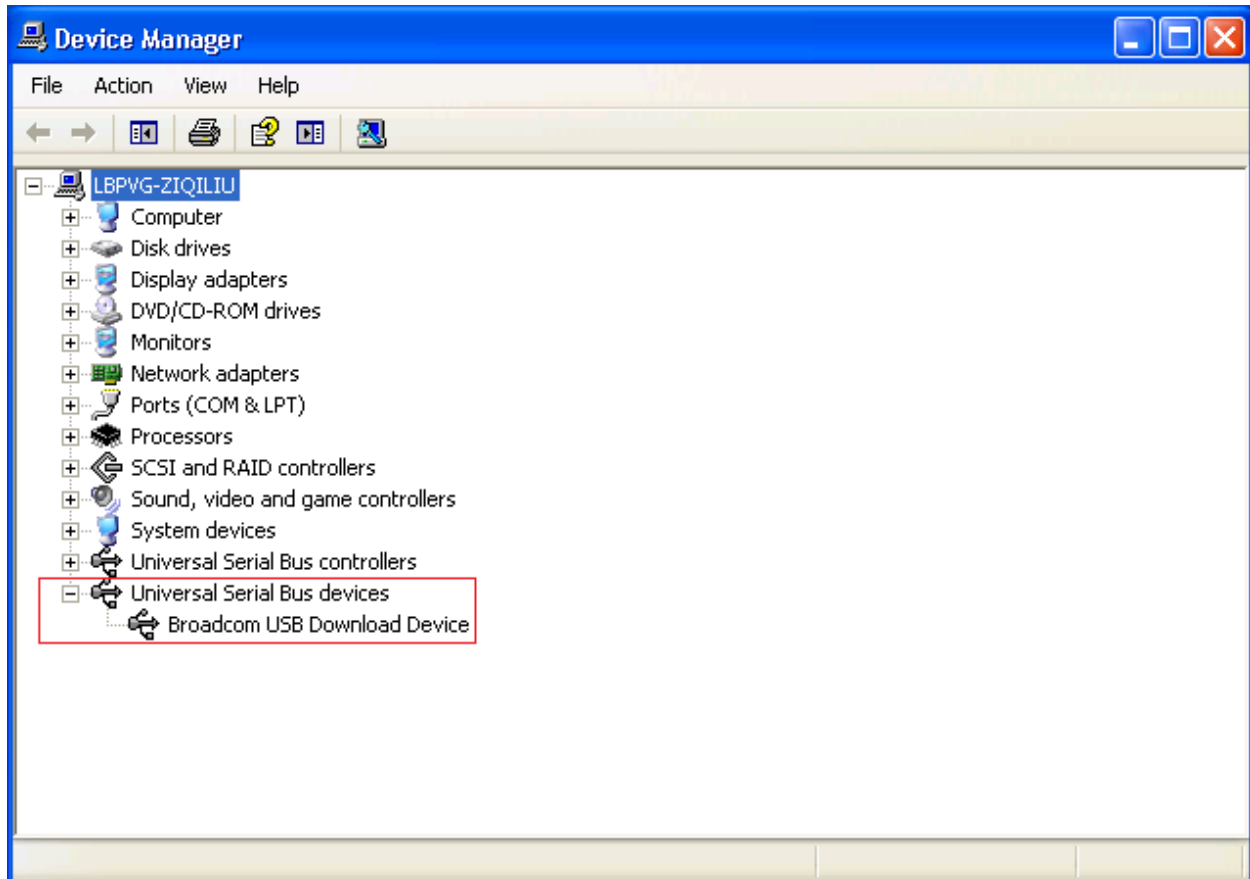 Device Manager
File Action View Help
LBPVG-ZIQILIU
Computer
Disk drives
Display adapters
DVD/CD-ROM drives
Monitors
Network adapters
Ports (COM & LPT)
Processors
SCSI and RAID controllers
Sound, video and game controllers
System devices
Universal Serial Bus controllers
Universal Serial Bus devices
Broadcom USB Download Device